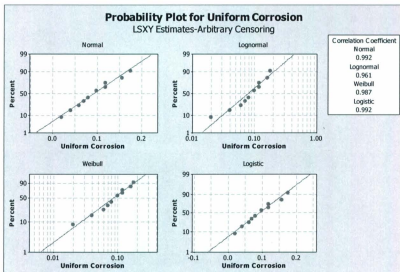 Probability Plot for Uniform Corrosion
LSXY Estimates-Arbitrary Censoring
Normal
Lognormal
Correlation Coefficient
Normal
0.992
Lognormal
0.961
Weibull
0.987
Logistic
0.992
Percent
99
90
50
10
1
0.0
0.1
0.2
Uniform Corrosion
Percent
99
90
50
10
1
0.01
0.10
1.00
Uniform Corrosion
Weibull
Logistic
Percent
90
50
10
1
0.01
0.10
Uniform Corrosion
Percent
99
90
50
10
1
-0.1
0.0
0.1
0.2
Uniform Corrosion